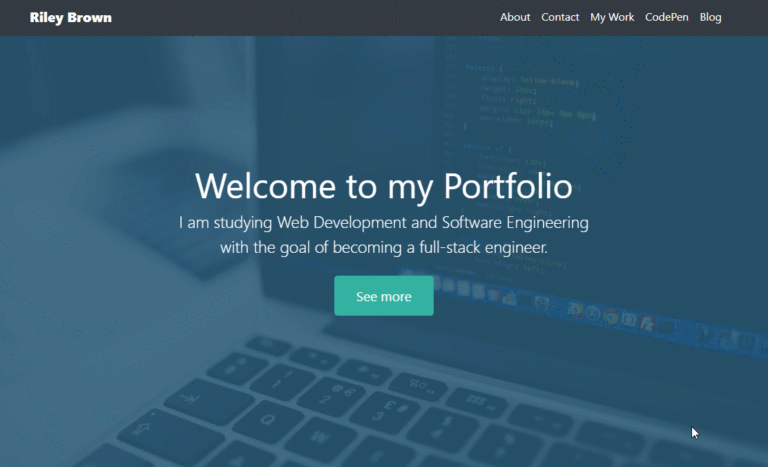 Riley Brown
About Contact My Work CodePen Blog
Welcome to my Portfolio
I am studying Web Development and Software Engineering
with the goal of becoming a full-stack engineer.
See more
Q
W